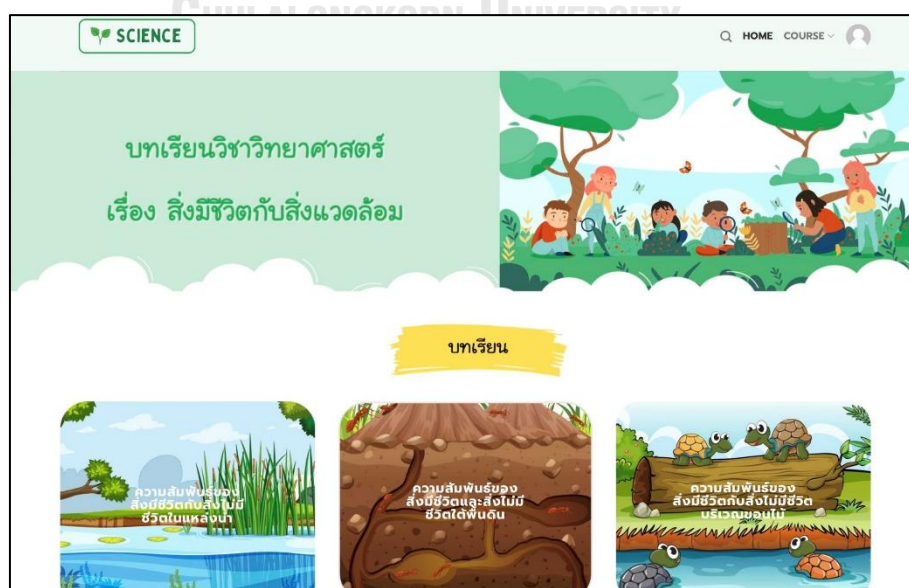 CHULALONGKORN UNIVERSITY
SCIENCE
HOME COURSE
บทเรียนวิชาวิทยาศาสตร์
เรื่อง สิ่งมีชีวิตกับสิ่งแวดล้อม
บทเรียน
ความสัมพันธ์ของ
สิ่งมีชีวิตกับสิ่งไม่มี
ชีวิตในแหล่งน้ำ
ความสัมพันธ์ของ
สิ่งมีชีวิตและสิ่งไม่มี
ชีวิตใต้พื้นดิน
ความสัมพันธ์ของ
สิ่งมีชีวิตกับสิ่งไม่มีชีวิต
บริเวณขอนไม้